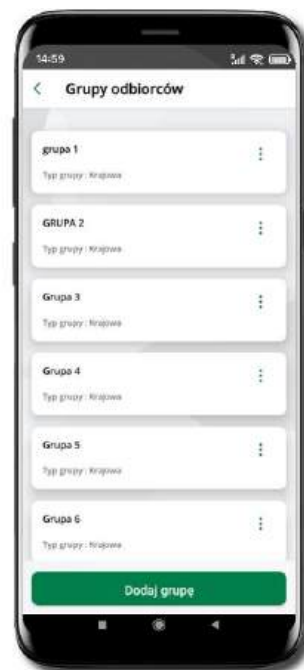 14:59
Grupy odbiorców
grupa 1
Typ grupy : Krajowa
GRUPA 2
Typ grupy : Krajowa
Grupa 3
Typ grupy : Krajowa
Grupa 4
Typ grupy : Krajowa
Grupa 5
Typ grupy : Krajowa
Grupa 6
Typ grupy : Krajowa
Dodaj grupę